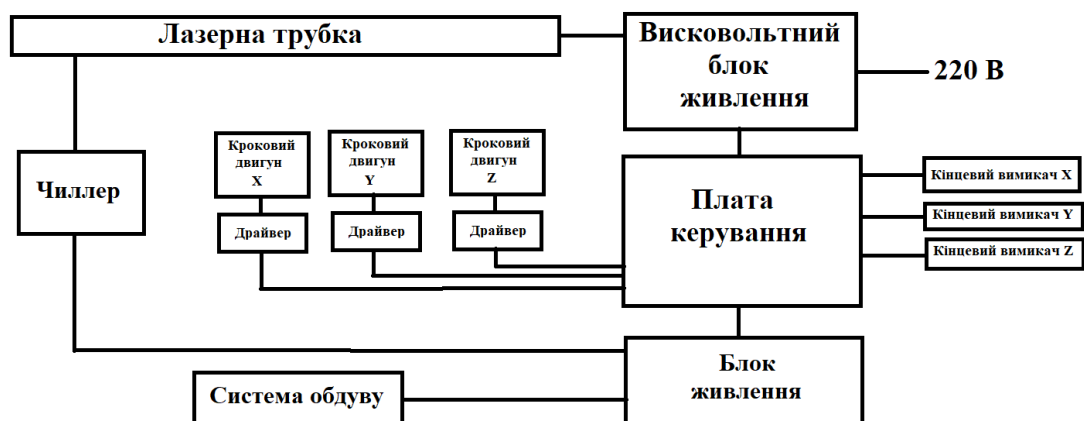 Лазерна трубка
Висковольтний
блок
живлення
220 В
Кроковий
двигун
X
Кроковий
двигун
Y
Кроковий
двигун
Z
Чиллер
Драйвер
Драйвер
Драйвер
Плата
керування
Кінцевий вимикач X
Кінцевий вимикач Y
Кінцевий вимикач Z
Блок
живлення
Система обдуву